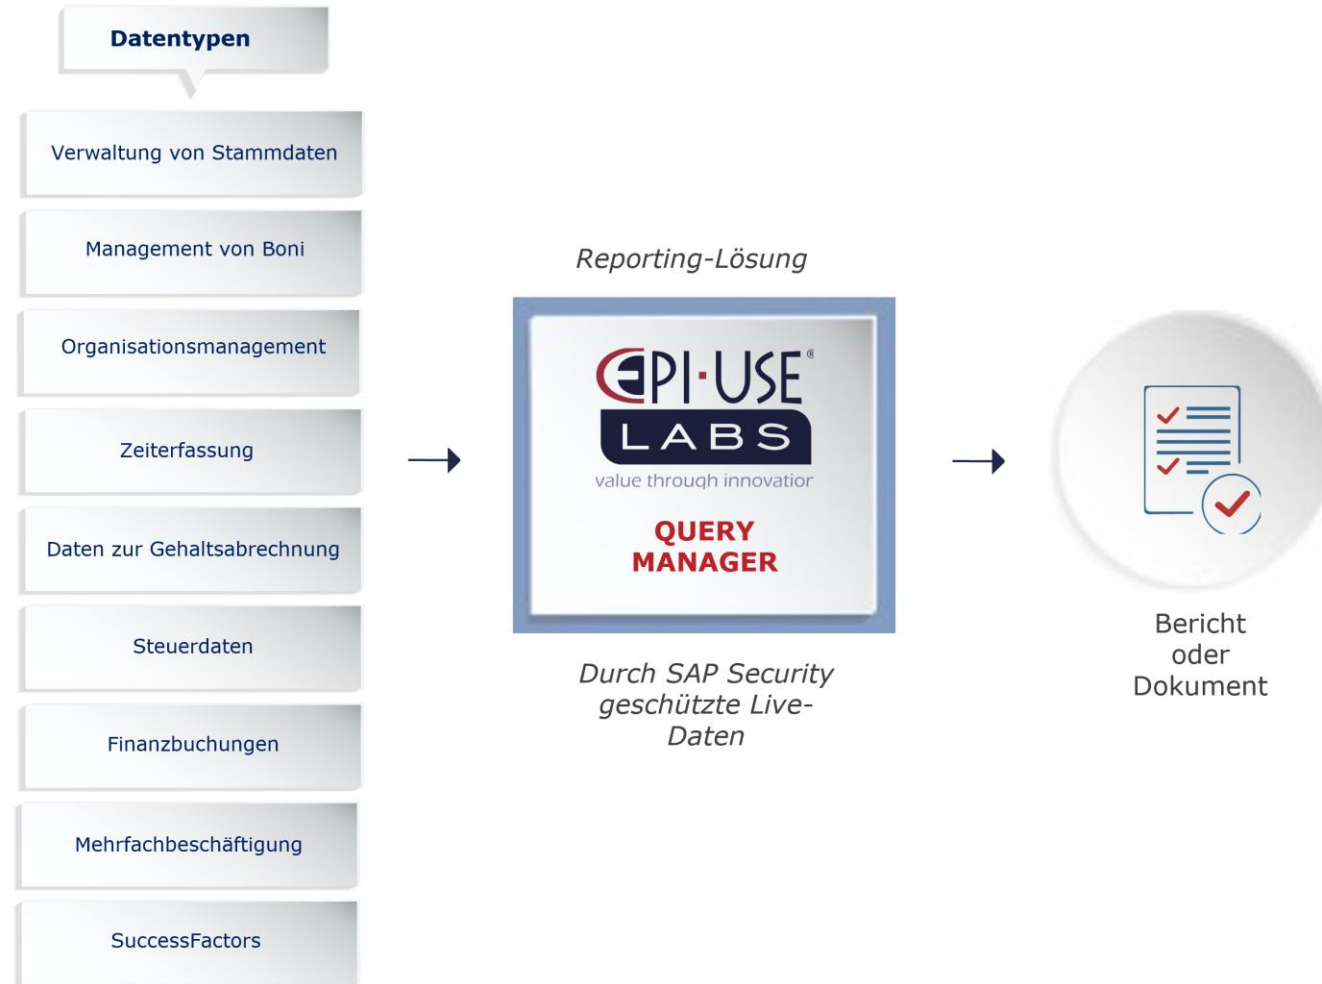 Datentypen
Verwaltung von Stammdaten
Management von Boni
Organisationsmanagement
Zeiterfassung
Daten zur Gehaltsabrechnung
Steuerdaten
Finanzbuchungen
Mehrfachbeschäftigung
SuccessFactors
Reporting-Lösung
EPI·USE®
LABS
value through innovation
QUERY
MANAGER
Durch SAP Security
geschützte Live-
Daten
Bericht
oder
Dokument